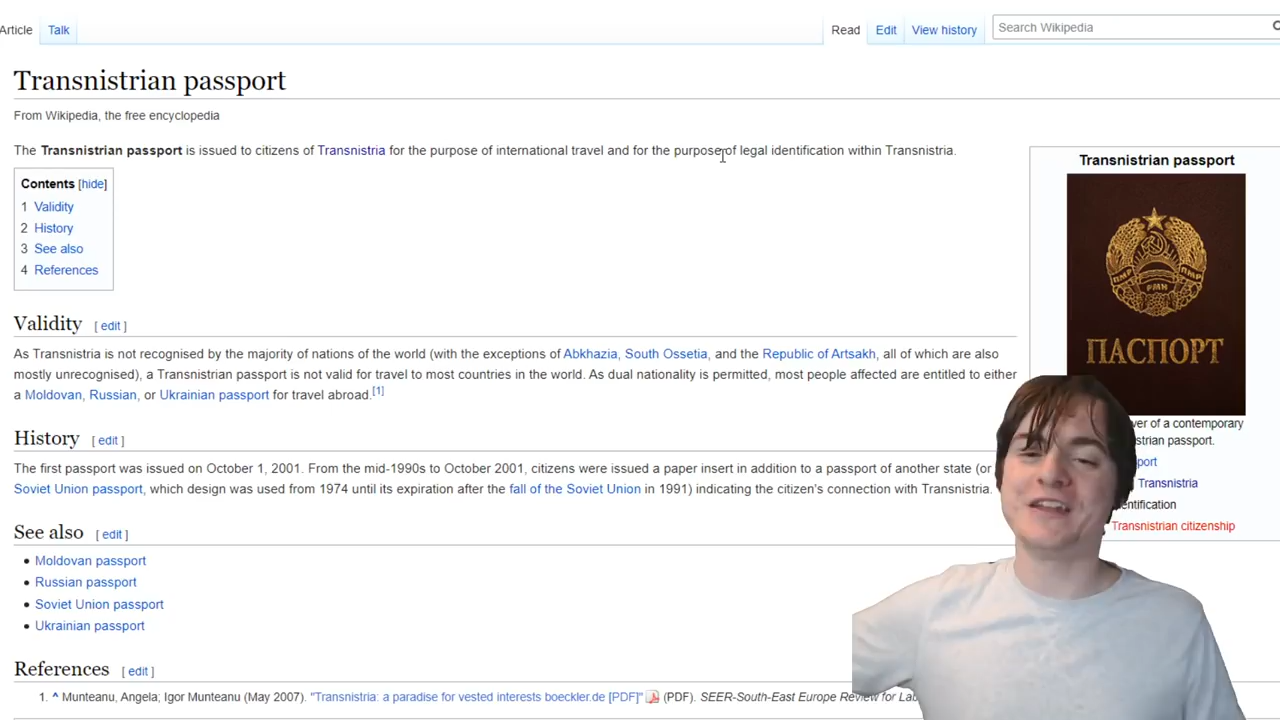 Article Talk Read Edit View history Search Wikipedia
Transnistrian passport
From Wikipedia, the free encyclopedia
The Transnistrian passport is issued to citizens of Transnistria for the purpose of international travel and for the purpose of legal identification within Transnistria.
Contents [hide]
1 Validity
2 History
3 See also
4 References
Validity [ edit ]
As Transnistria is not recognised by the majority of nations of the world (with the exceptions of Abkhazia, South Ossetia, and the Republic of Artsakh, all of which are also
mostly unrecognised), a Transnistrian passport is not valid for travel to most countries in the world. As dual nationality is permitted, most people affected are entitled to either
a Moldovan, Russian, or Ukrainian passport for travel abroad.[1]
History [ edit ]
The first passport was issued on October 1, 2001. From the mid-1990s to October 2001, citizens were issued a paper insert in addition to a passport of another state (or
Soviet Union passport, which design was used from 1974 until its expiration after the fall of the Soviet Union in 1991) indicating the citizen's connection with Transnistria.
See also [ edit ]
• Moldovan passport
• Russian passport
• Soviet Union passport
• Ukrainian passport
References [ edit ]
1. ^ Munteanu, Angela; Igor Munteanu (May 2007). "Transnistria: a paradise for vested interests boeckler.de [PDF]" (PDF). SEER-South-East Europe Review for
Transnistrian passport
ПМР РМН ПМР
ПАСПОРТ
of a contemporary
passport.
Transnistria
Transnistrian citizenship